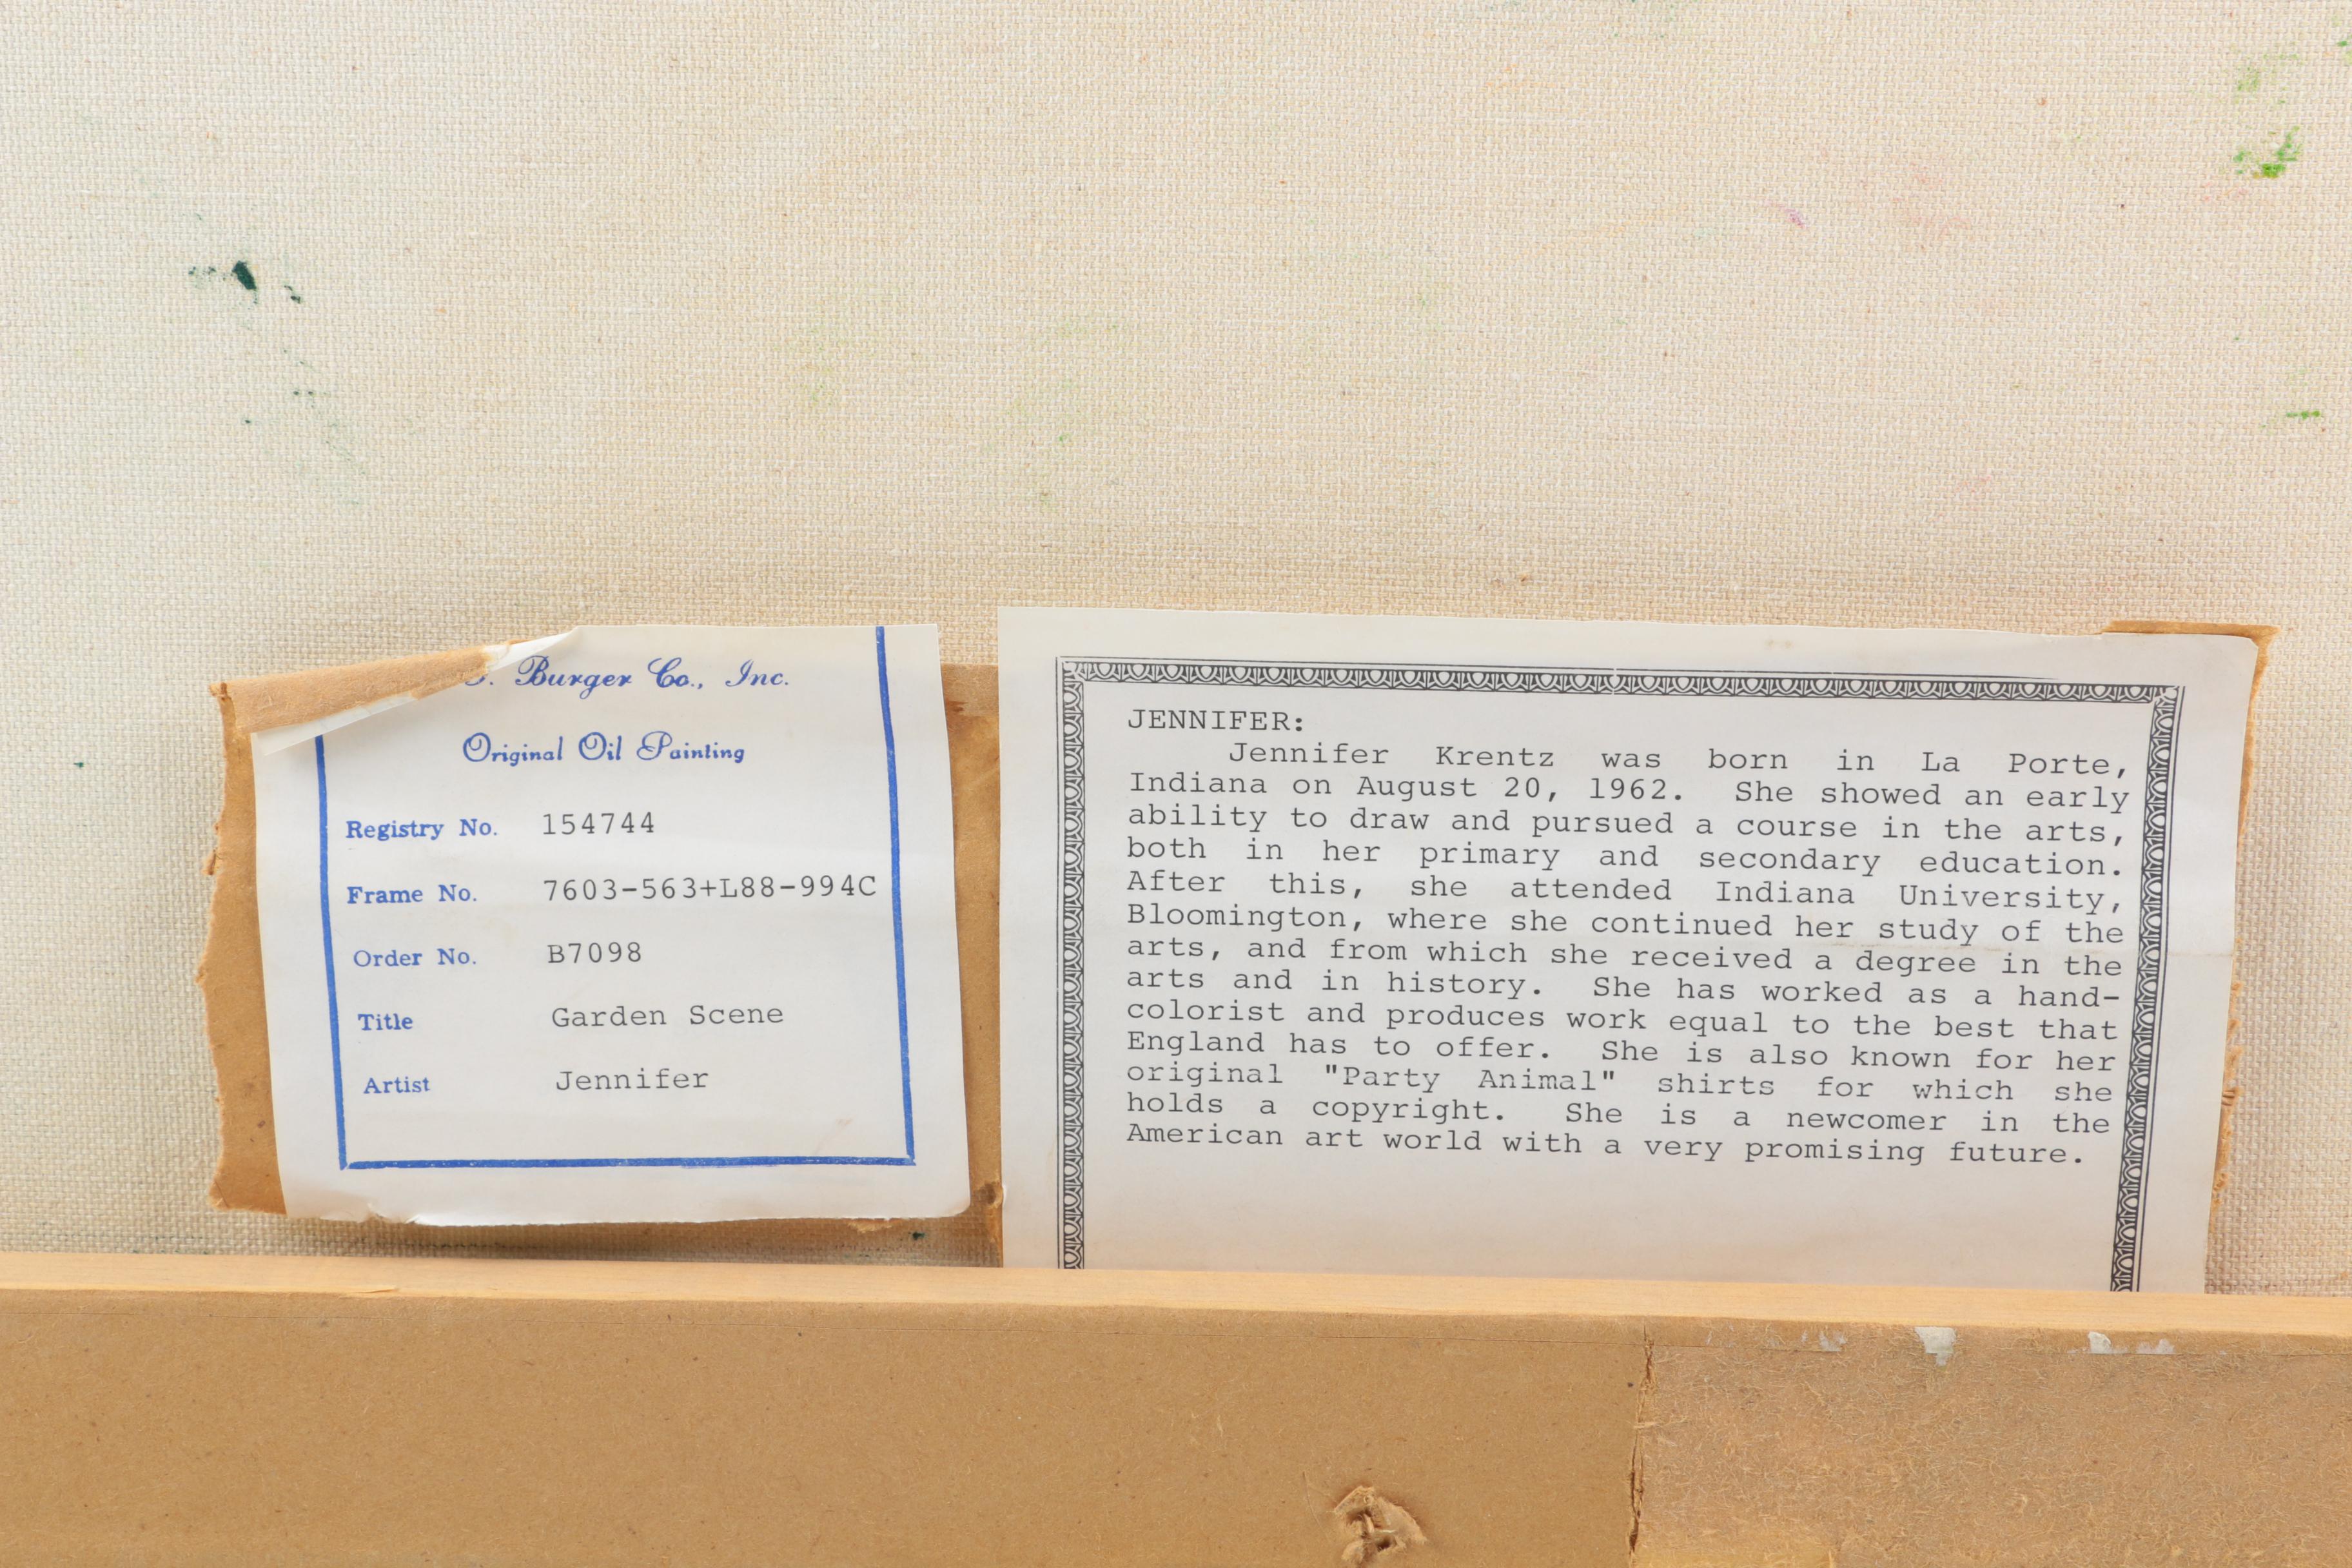 Burger Co., Inc.
Original Oil Painting
Registry No. 154744
Frame No. 7603-563+L88-994C
Order No. B7098
Title Garden Scene
Artist Jennifer
JENNIFER:
Jennifer Krentz was born in La Porte,
Indiana on August 20, 1962. She showed an early
ability to draw and pursued a course in the arts,
both in her primary and secondary education.
After this, she attended Indiana University,
Bloomington, where she continued her study of the
arts, and from which she received a degree in the
arts and in history. She has worked as a hand-
colorist and produces work equal to the best that
England has to offer. She is also known for her
original "Party Animal" shirts for which she
holds a copyright. She is a newcomer in the
American art world with a very promising future.